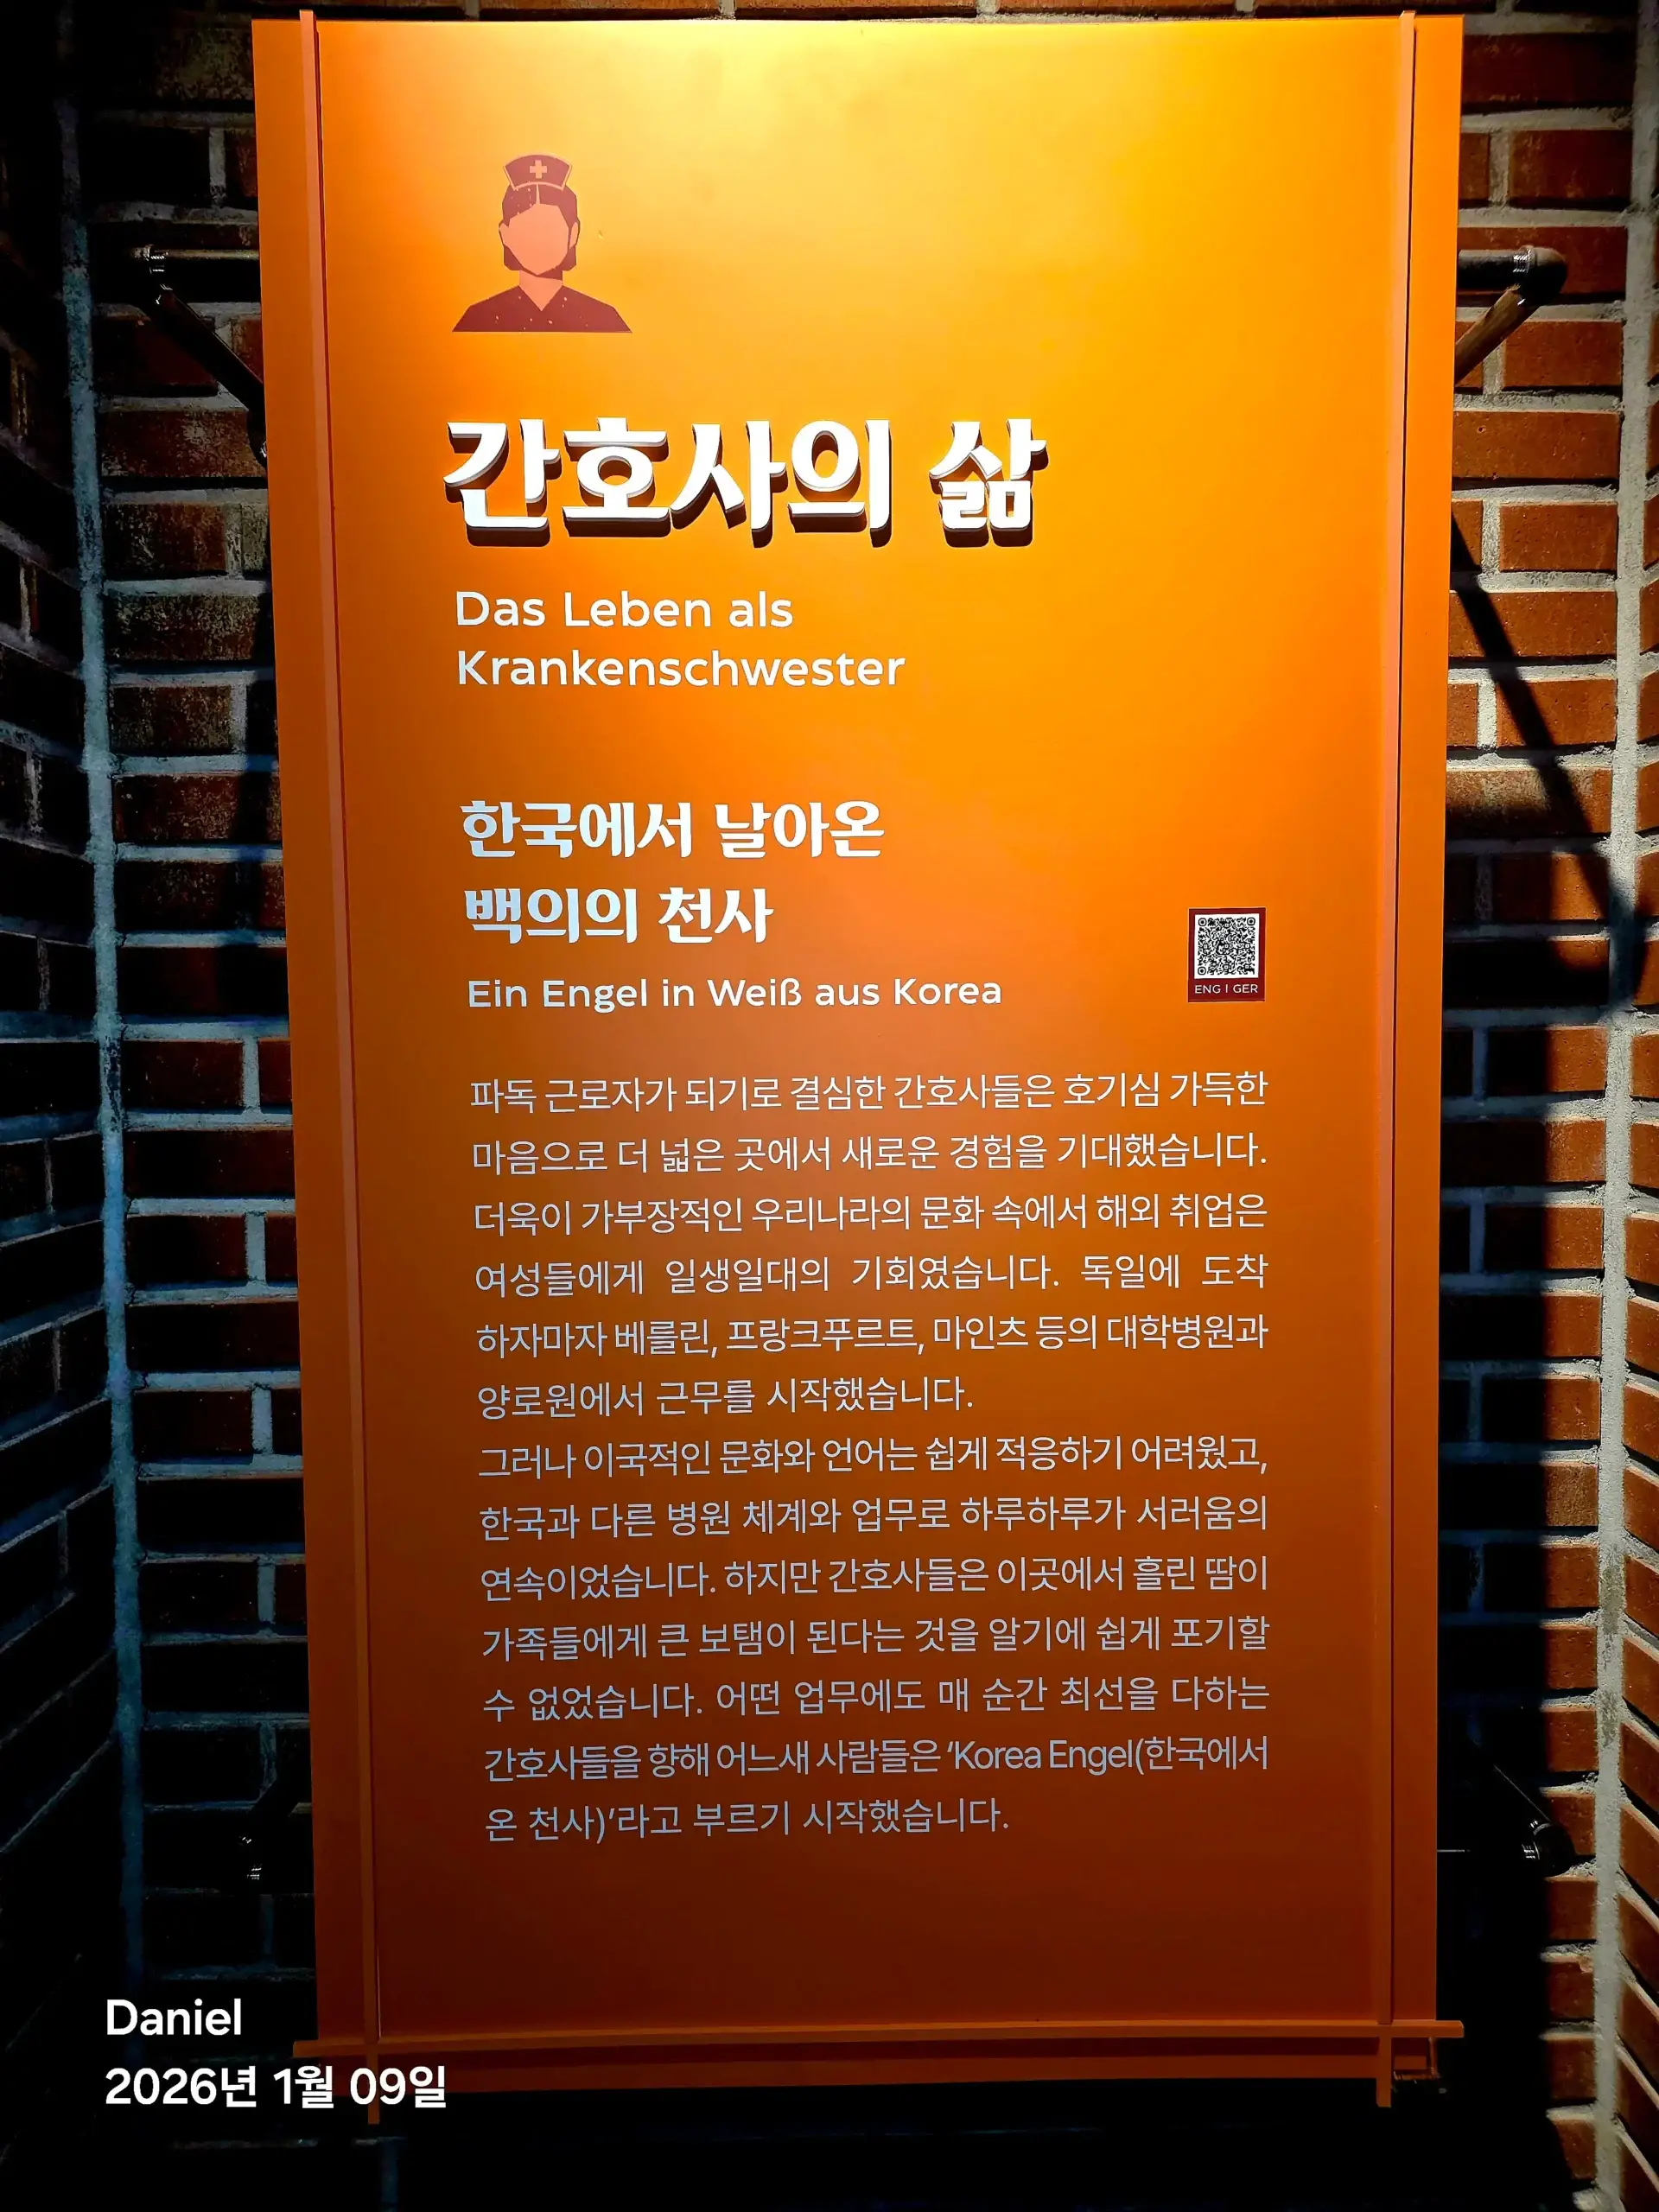 간호사의 삶
Das Leben als
Krankenschwester
한국에서 날아온
백의의 천사
Ein Engel in Weiß aus Korea
ENG | GER
파독 근로자가 되기로 결심한 간호사들은 호기심 가득한
마음으로 더 넓은 곳에서 새로운 경험을 기대했습니다.
더욱이 가부장적인 우리나라의 문화 속에서 해외 취업은
여성들에게 일생일대의 기회였습니다. 독일에 도착
하자마자 베를린, 프랑크푸르트, 마인츠 등의 대학병원과
양로원에서 근무를 시작했습니다.
그러나 이국적인 문화와 언어는 쉽게 적응하기 어려웠고,
한국과 다른 병원 체계와 업무로 하루하루가 서러움의
연속이었습니다. 하지만 간호사들은 이곳에서 흘린 땀이
가족들에게 큰 보탬이 된다는 것을 알기에 쉽게 포기할
수 없었습니다. 어떤 업무에도 매 순간 최선을 다하는
간호사들을 향해 어느새 사람들은 ‘Korea Engel(한국에서
온 천사)’라고 부르기 시작했습니다.
Daniel
2026년 1월 09일